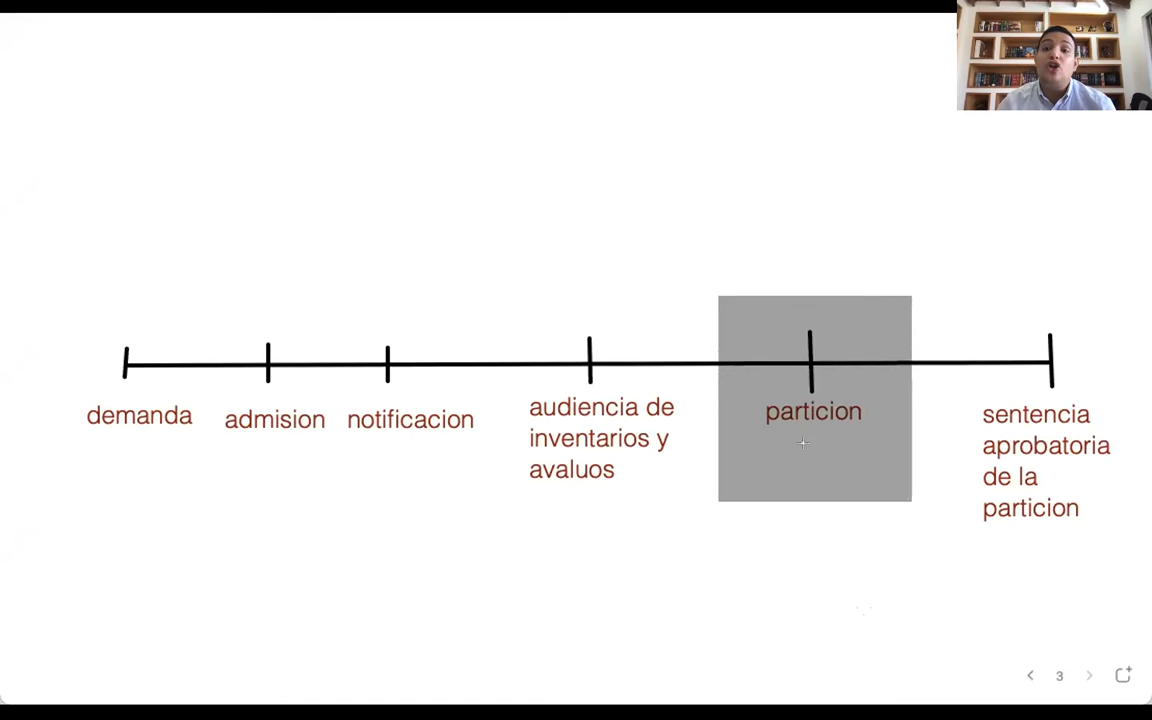 demanda
admision
notificacion
audiencia de
inventarios y
avaluos
particion
sentencia
aprobatoria
de la
particion
3